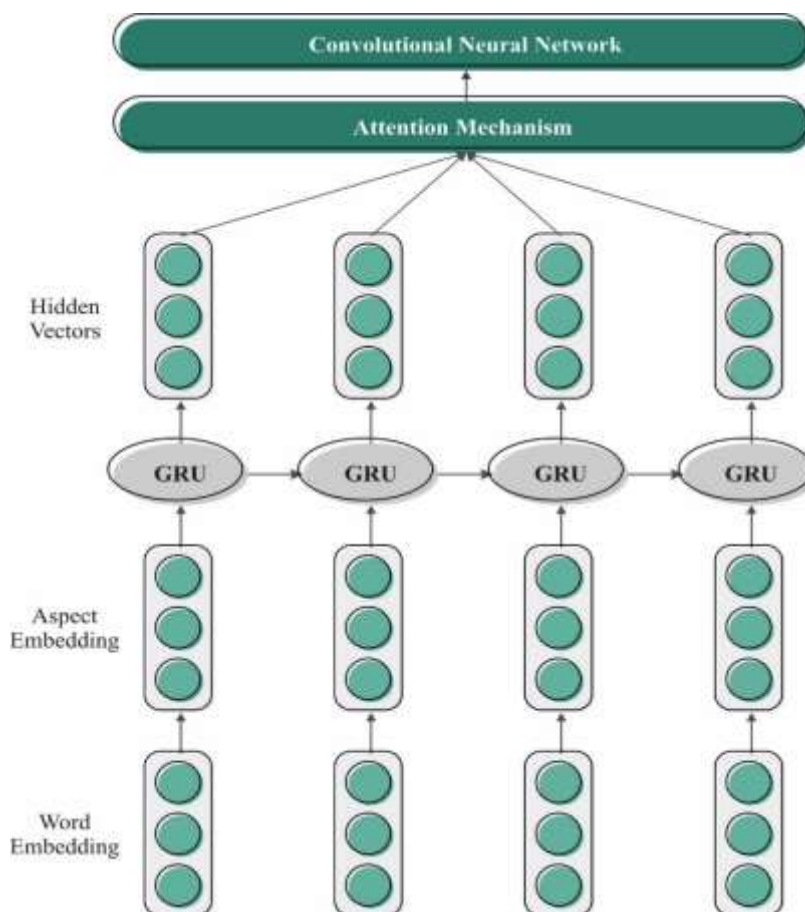 Convolutional Neural Network
Attention Mechanism
Hidden
Vectors
GRU GRU GRU GRU
Aspect
Embedding
Word
Embedding